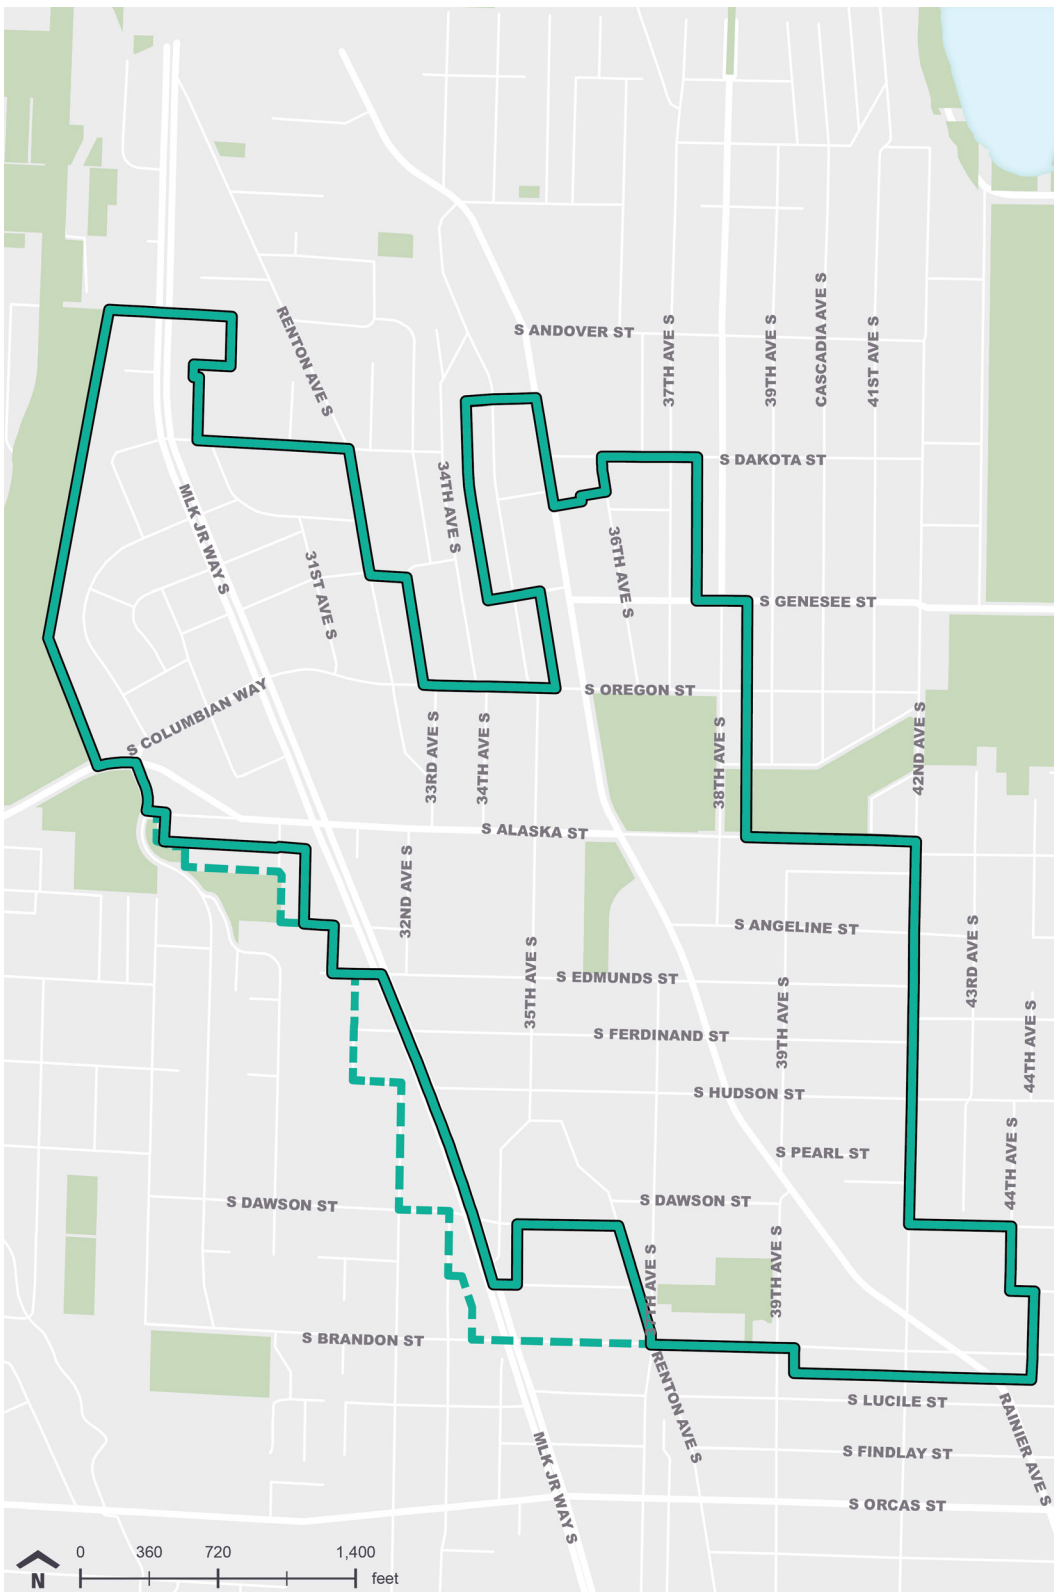 S ANDOVER ST
RENTON AVE S
37TH AVE S
39TH AVE S
CASCADIA AVE S
41ST AVE S
S DAKOTA ST
34TH AVE S
MLK JR WAY S
31ST AVE S
36TH AVE S
S GENESEE ST
S COLUMBIAN WAY
S OREGON ST
33RD AVE S
34TH AVE S
38TH AVE S
42ND AVE S
S ALASKA ST
32ND AVE S
S ANGELINE ST
43RD AVE S
35TH AVE S
S EDMUNDS ST
39TH AVE S
S FERDINAND ST
44TH AVE S
S HUDSON ST
S PEARL ST
44TH AVE S
S DAWSON ST
S DAWSON ST
39TH AVE S
TH AVE S
S BRANDON ST
RENTON AVE S
S LUCILE ST
RAINIER AVE S
S FINDLAY ST
MLK JR WAY S
S ORCAS ST
0 360 720 1,400
feet
N